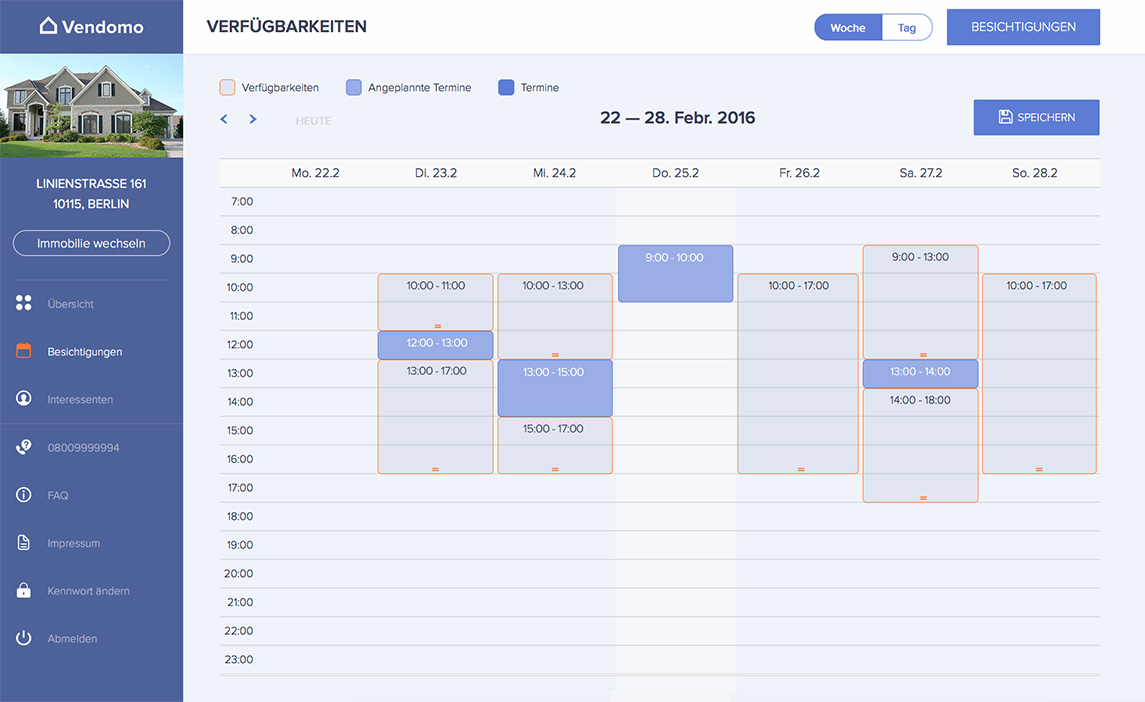 Vendomo
VERFÜGBARKEITEN
Woche
Tag
BESICHTIGUNGEN
Verfügbarkeiten
Angeplannte Termine
Termine
HEUTE
22 — 28. Febr. 2016
SPEICHERN
LINIENSTRASSE 161
10115, BERLIN
Immobilie wechseln
Übersicht
Besichtigungen
Interessenten
08009999994
FAQ
Impressum
Kennwort ändern
Abmelden
Mo. 22.2
Di. 23.2
Mi. 24.2
Do. 25.2
Fr. 26.2
Sa. 27.2
So. 28.2
7:00
8:00
9:00
9:00 - 10:00
9:00 - 13:00
10:00
10:00 - 11:00
10:00 - 13:00
10:00 - 17:00
10:00 - 17:00
11:00
12:00
12:00 - 13:00
13:00
13:00 - 17:00
13:00 - 15:00
13:00 - 14:00
14:00
14:00 - 18:00
15:00
15:00 - 17:00
16:00
17:00
18:00
19:00
20:00
21:00
22:00
23:00